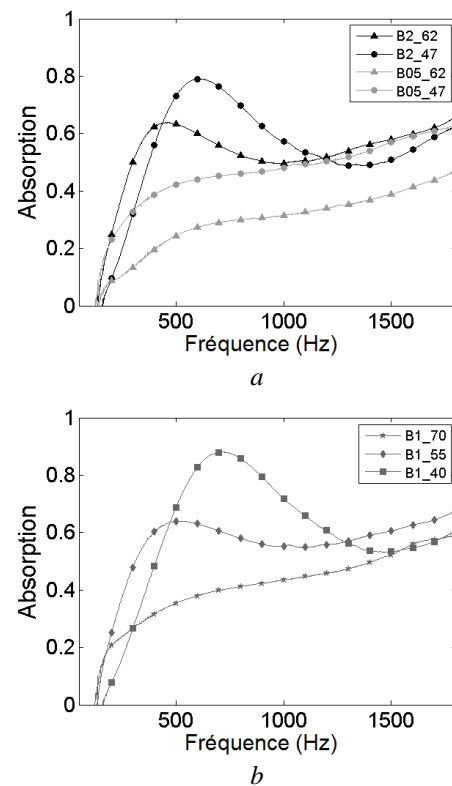 1
0.8
0.6
0.4
0.2
0
Absorption
B2_62
B2_47
B05_62
B05_47
500
1000
1500
Fréquence (Hz)
a
1
0.8
0.6
0.4
0.2
0
Absorption
B1_70
B1_55
B1_40
500
1000
1500
Fréquence (Hz)
b